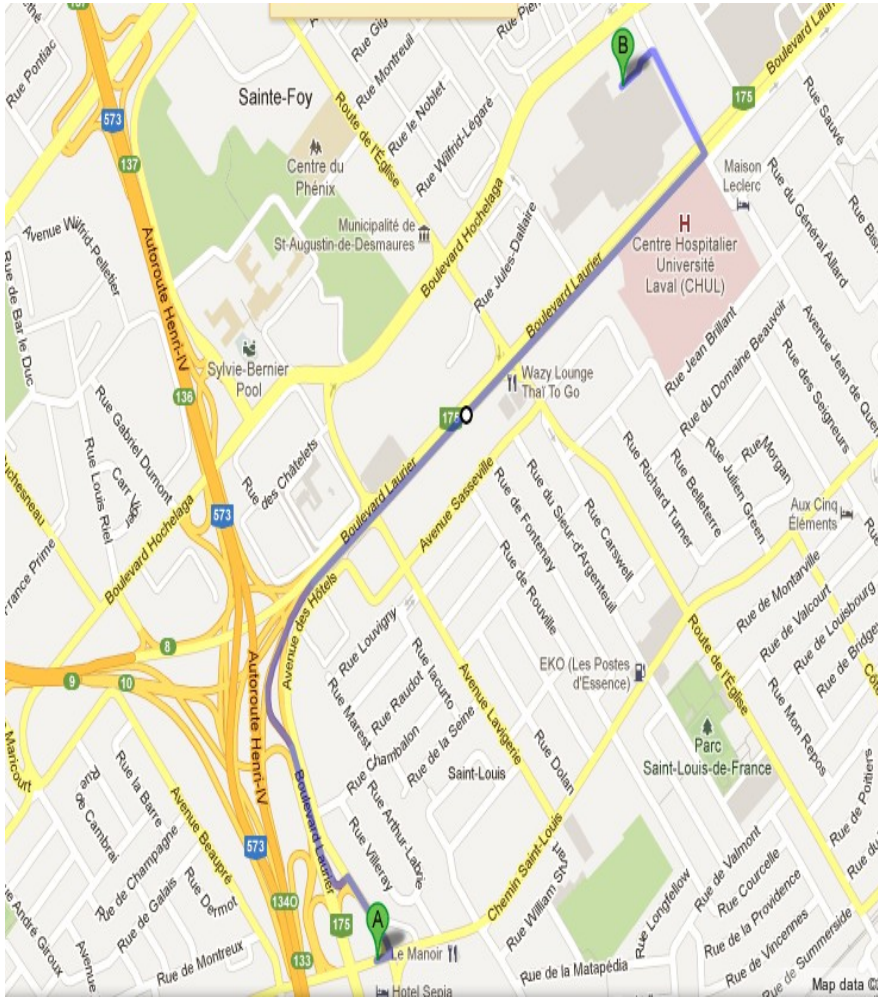 Rue Pontiac
573
137
Sainte-Foy
Rue Montreuil
Rue le Noblet
Route de l'Église
Rue Wilfrid-Légaré
B
175
Boulevard Laurier
Rue Sauvé
Centre du
Phénix
Maison
Leclerc
Avenue Wilfrid-Pelletier
Rue de Bar le Duc
Autoroute Henri-IV
Municipalité de
St-Augustin-de-Desmaures
Boulevard Hochelaga
Rue Jules-Dallaire
Boulevard Laurier
H
Centre Hospitalier
Université
Laval (CHUL)
Rue du Général Allard
Sylvie-Bernier
Pool
136
Rue Jean Brillant
Rue du Domaine Beauvoir
Rue des Seigneurs
175
Wazy Lounge
Thaï To Go
Rue Gabriel Dumont
Rue Louis Riel
Rue des Châtelets
Boulevard Hochelaga
573
Boulevard Laurier
Avenue Sasseville
Rue de Fontenay
Rue du Sieur-d'Argenteuil
Rue Carswell
Rue Richard Turner
Rue Belleterre
Rue Julien Green
Rue Morgan
Aux Cinq
Éléments
Rue de Rouville
Avenue des Hôtels
Rue Louvigny
8
9
10
Autoroute Henri-IV
Rue Marest
Rue Raudot
Rue Iacurto
Rue Chambalon
Rue de la Seine
Avenue Lavigerie
EKO (Les Postes
d'Essence)
Route de l'Église
Rue de Montarville
Rue de Valcourt
Rue de Louisbourg
Rue Mon Repos
Parc
Saint-Louis-de-France
Rue Dolan
Saint-Louis
Boulevard Laurier
Rue Arthur-Labrie
Rue Villeray
Chemin Saint-Louis
Rue la Barre
Rue de Cambrai
Rue de Champagne
Avenue Beaupré
573
Rue de Galais
Rue Dermot
Rue de Montreux
1340
133
175
A
Le Manoir
Hotel Sepia
Rue Longfellow
Rue de la Matapédia
Rue de Valmont
Rue Courcelle
Rue de la Providence
Rue de Vincennes
Rue de Summerside
Rue de Poitiers
Map data